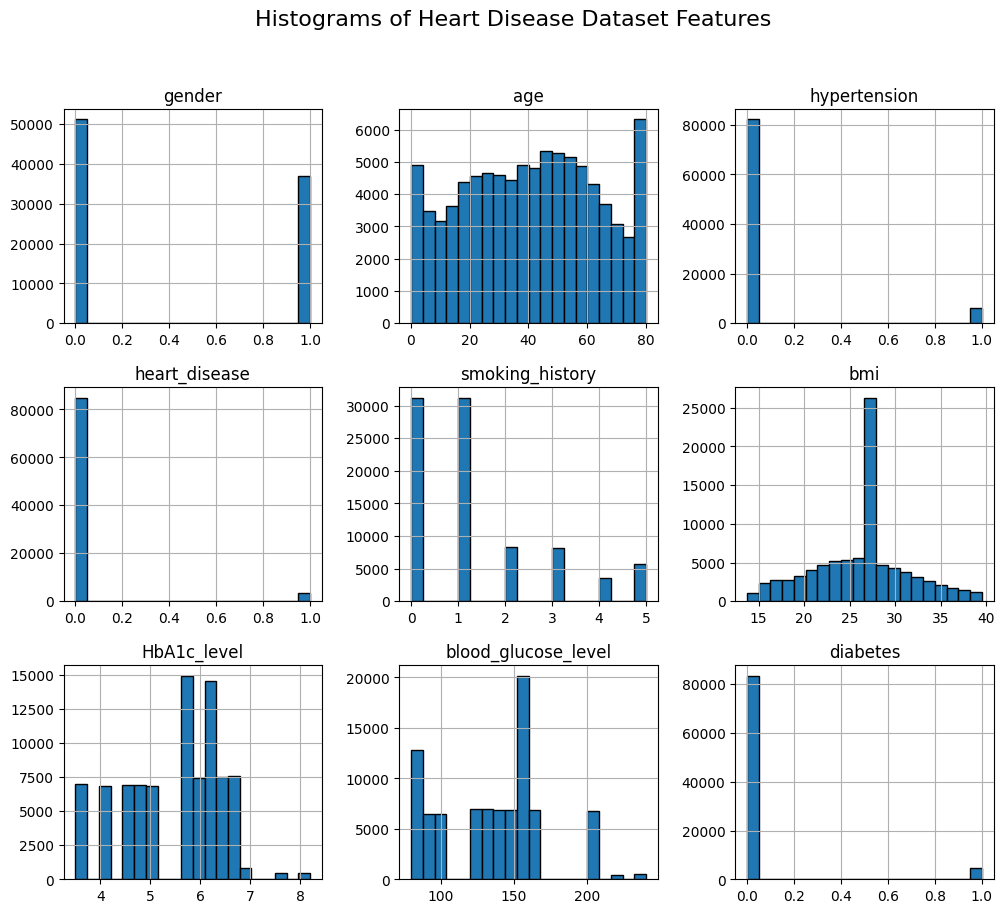 Histograms of Heart Disease Dataset Features
gender
50000
40000
30000
20000
10000
0
0.0 0.2 0.4 0.6 0.8 1.0
age
6000
5000
4000
3000
2000
1000
0
0 20 40 60 80
hypertension
80000
60000
40000
20000
0
0.0 0.2 0.4 0.6 0.8 1.0
heart_disease
80000
60000
40000
20000
0
0.0 0.2 0.4 0.6 0.8 1.0
smoking_history
30000
25000
20000
15000
10000
5000
0
0 1 2 3 4 5
bmi
25000
20000
15000
10000
5000
0
15 20 25 30 35 40
HbA1c_level
15000
12500
10000
7500
5000
2500
0
4 5 6 7 8
blood_glucose_level
20000
15000
10000
5000
0
100 150 200
diabetes
80000
60000
40000
20000
0
0.0 0.2 0.4 0.6 0.8 1.0